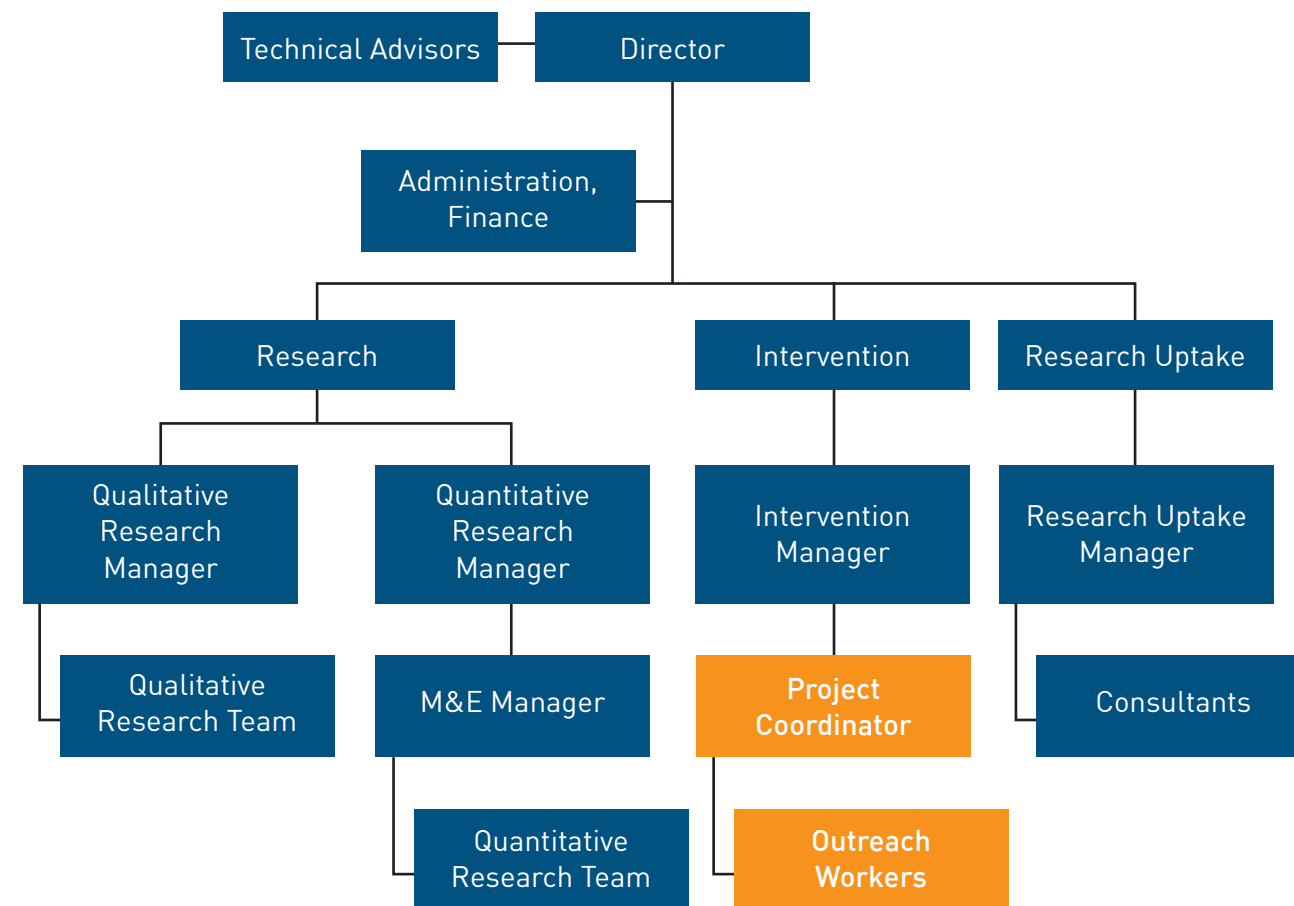 Technical Advisors
Director
Administration,
Finance
Research
Intervention
Research Uptake
Qualitative
Research
Manager
Quantitative
Research
Manager
Intervention
Manager
Research Uptake
Manager
Qualitative
Research Team
M&E Manager
Project
Coordinator
Consultants
Quantitative
Research Team
Outreach
Workers